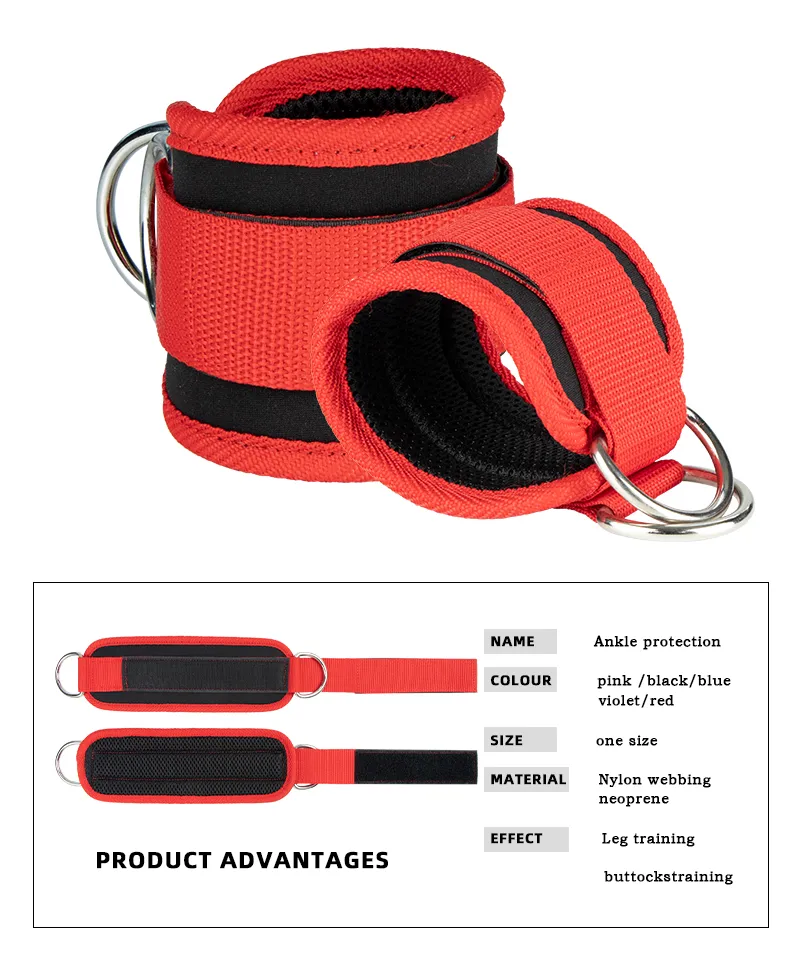 NAME Ankle protection
COLOUR pink /black/blue
violet/red
SIZE one size
MATERIAL Nylon webbing
neoprene
EFFECT Leg training
buttockstraining
PRODUCT ADVANTAGES